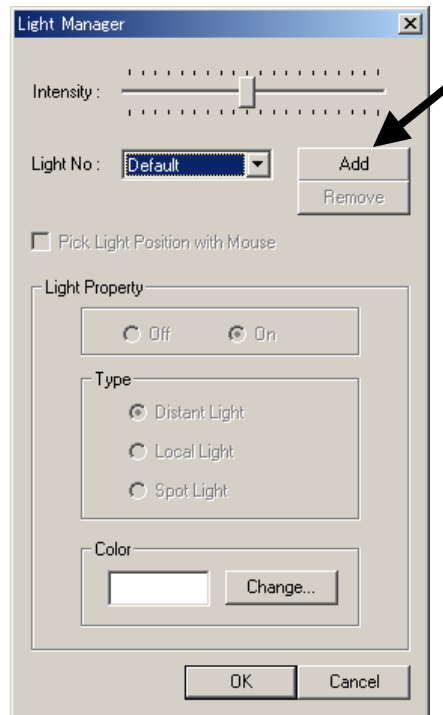 Light Manager
Intensity :
Light No : Default Add
Remove
Pick Light Position with Mouse
Light Property
Off On
Type
Distant Light
Local Light
Spot Light
Color
Change...
OK Cancel